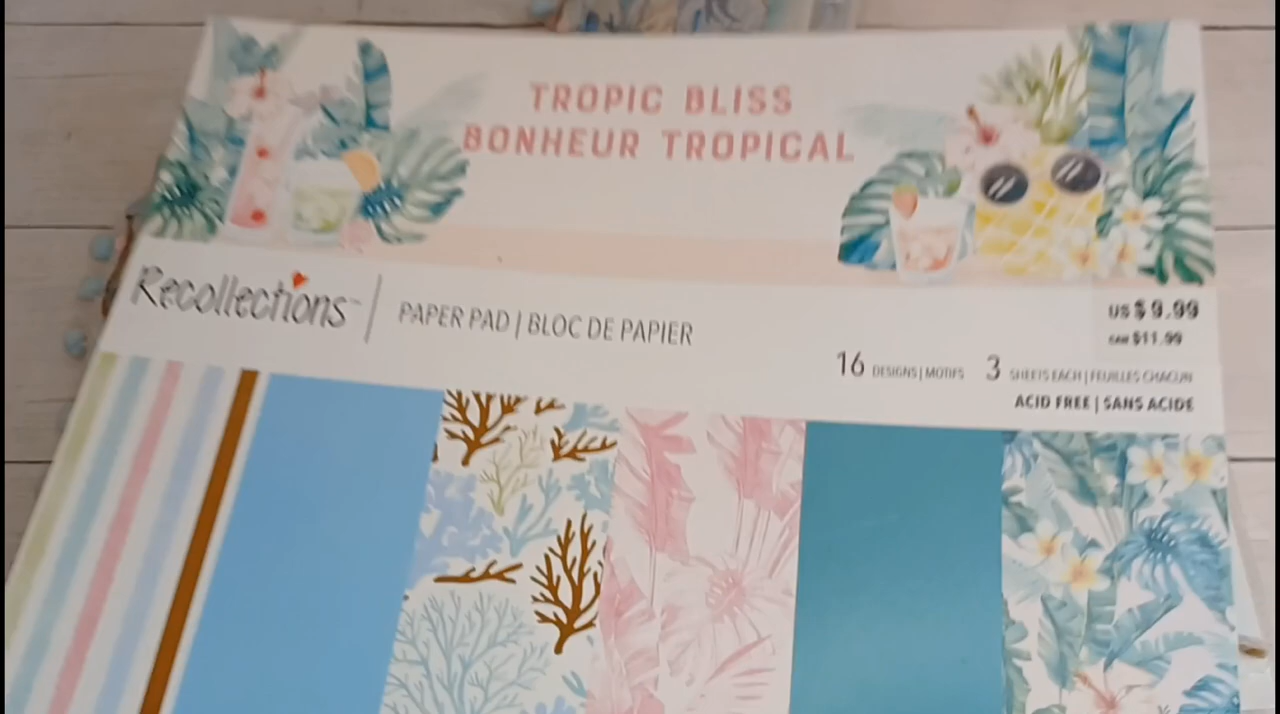 TROPIC BLISS
BONHEUR TROPICAL
Recollections™ | PAPER PAD | BLOC DE PAPIER
US $9.99
CAN $11.99
16 DESIGNS | MOTIFS 3 SHEETS EACH | FEUILLES CHACUN
ACID FREE | SANS ACIDE